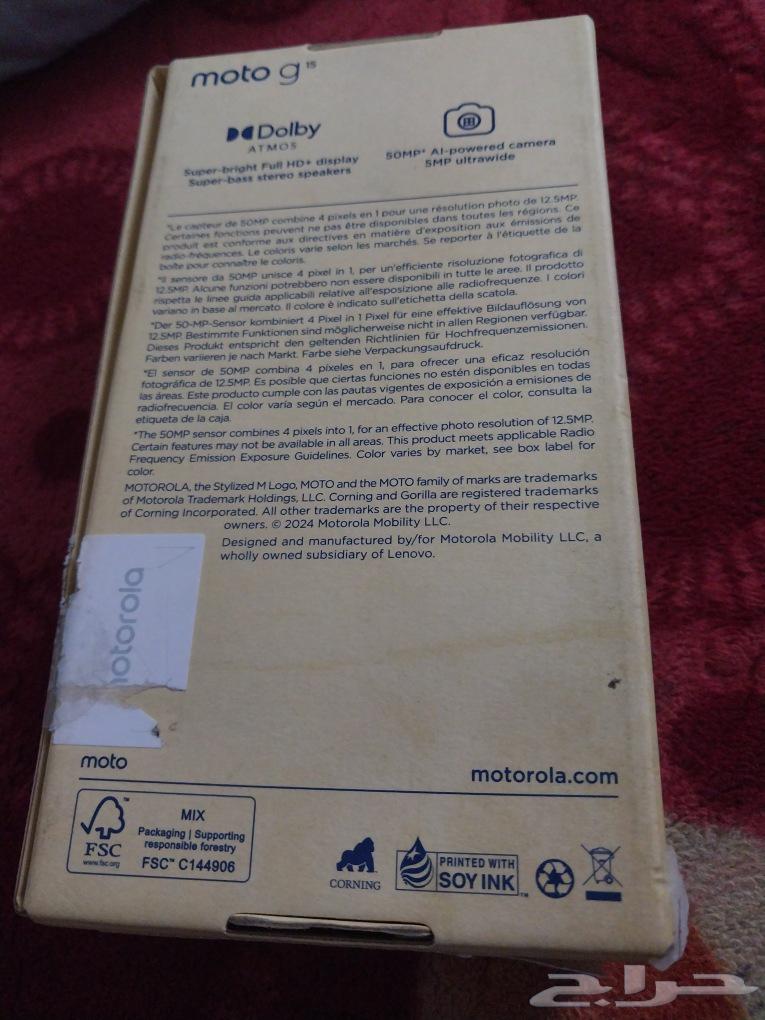 moto g 15
Dolby
ATMOS
Super-bright Full HD+ display
Super-bass stereo speakers
50MP* AI-powered camera
5MP ultrawide
*Le capteur de 50MP combine 4 pixels en 1 pour une résolution photo de 12.5MP.
Certaines fonctions peuvent ne pas être disponibles dans toutes les régions. Ce
produit est conforme aux directives en matière d'exposition aux émissions de
radio-fréquences. Le coloris varie selon les marchés. Se reporter à l'étiquette de la
boîte pour connaître le coloris.
*Il sensore da 50MP unisce 4 pixel in 1, per un'efficiente risoluzione fotografica di
12.5MP. Alcune funzioni potrebbero non essere disponibili in tutte le aree. Il prodotto
rispetta le linee guida applicabili relative all'esposizione alle radiofrequenze. I colori
variano in base al mercato. Il colore è indicato sull'etichetta della scatola.
*Der 50-MP-Sensor kombiniert 4 Pixel in 1 Pixel für eine effektive Bildauflösung von
12.5MP. Bestimmte Funktionen sind möglicherweise nicht in allen Regionen verfügbar.
Dieses Produkt entspricht den geltenden Richtlinien für Hochfrequenzemissionen.
Farben variieren je nach Markt. Farbe siehe Verpackungsaufdruck.
*El sensor de 50MP combina 4 píxeles en 1, para ofrecer una eficaz resolución
fotográfica de 12.5MP. Es posible que ciertas funciones no estén disponibles en todas
las áreas. Este producto cumple con las pautas vigentes de exposición a emisiones de
radiofrecuencia. El color varía según el mercado. Para conocer el color, consulta la
etiqueta de la caja.
*The 50MP sensor combines 4 pixels into 1, for an effective photo resolution of 12.5MP.
Certain features may not be available in all areas. This product meets applicable Radio
Frequency Emission Exposure Guidelines. Color varies by market, see box label for
color.
MOTOROLA, the Stylized M Logo, MOTO and the MOTO family of marks are trademarks
of Motorola Trademark Holdings, LLC. Corning and Gorilla are registered trademarks
of Corning Incorporated. All other trademarks are the property of their respective
owners. © 2024 Motorola Mobility LLC.
Designed and manufactured by/for Motorola Mobility LLC, a
wholly owned subsidiary of Lenovo.
otorola
moto
motorola.com
FSC™
www.fsc.org
MIX
Packaging | Supporting
responsible forestry
FSC™ C144906
CORNING
PRINTED WITH
SOY INK™
حراج